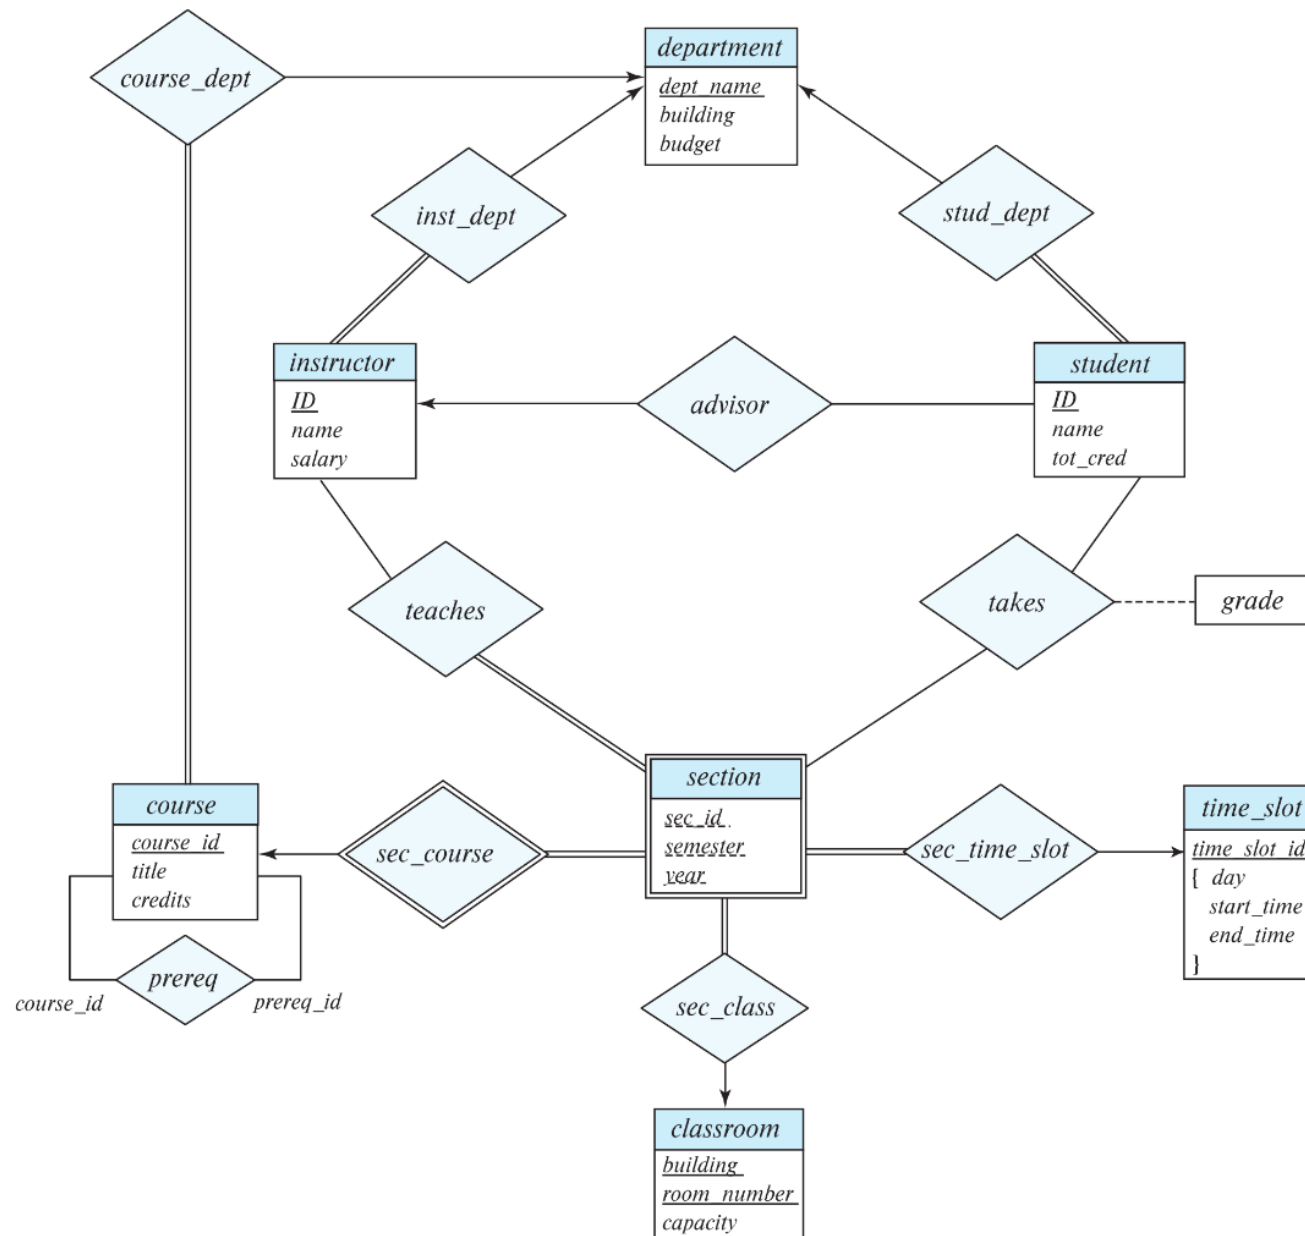 department
dept_name
building
budget
course_dept
inst_dept
stud_dept
instructor
ID
name
salary
advisor
student
ID
name
tot_cred
teaches
takes
grade
course
course_id
title
credits
sec_course
section
sec_id
semester
year
sec_time_slot
time_slot
time_slot_id
{ day
start_time
end_time
}
prereq
course_id
prereq_id
sec_class
classroom
building
room_number
capacity